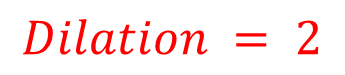 Dilation = 2